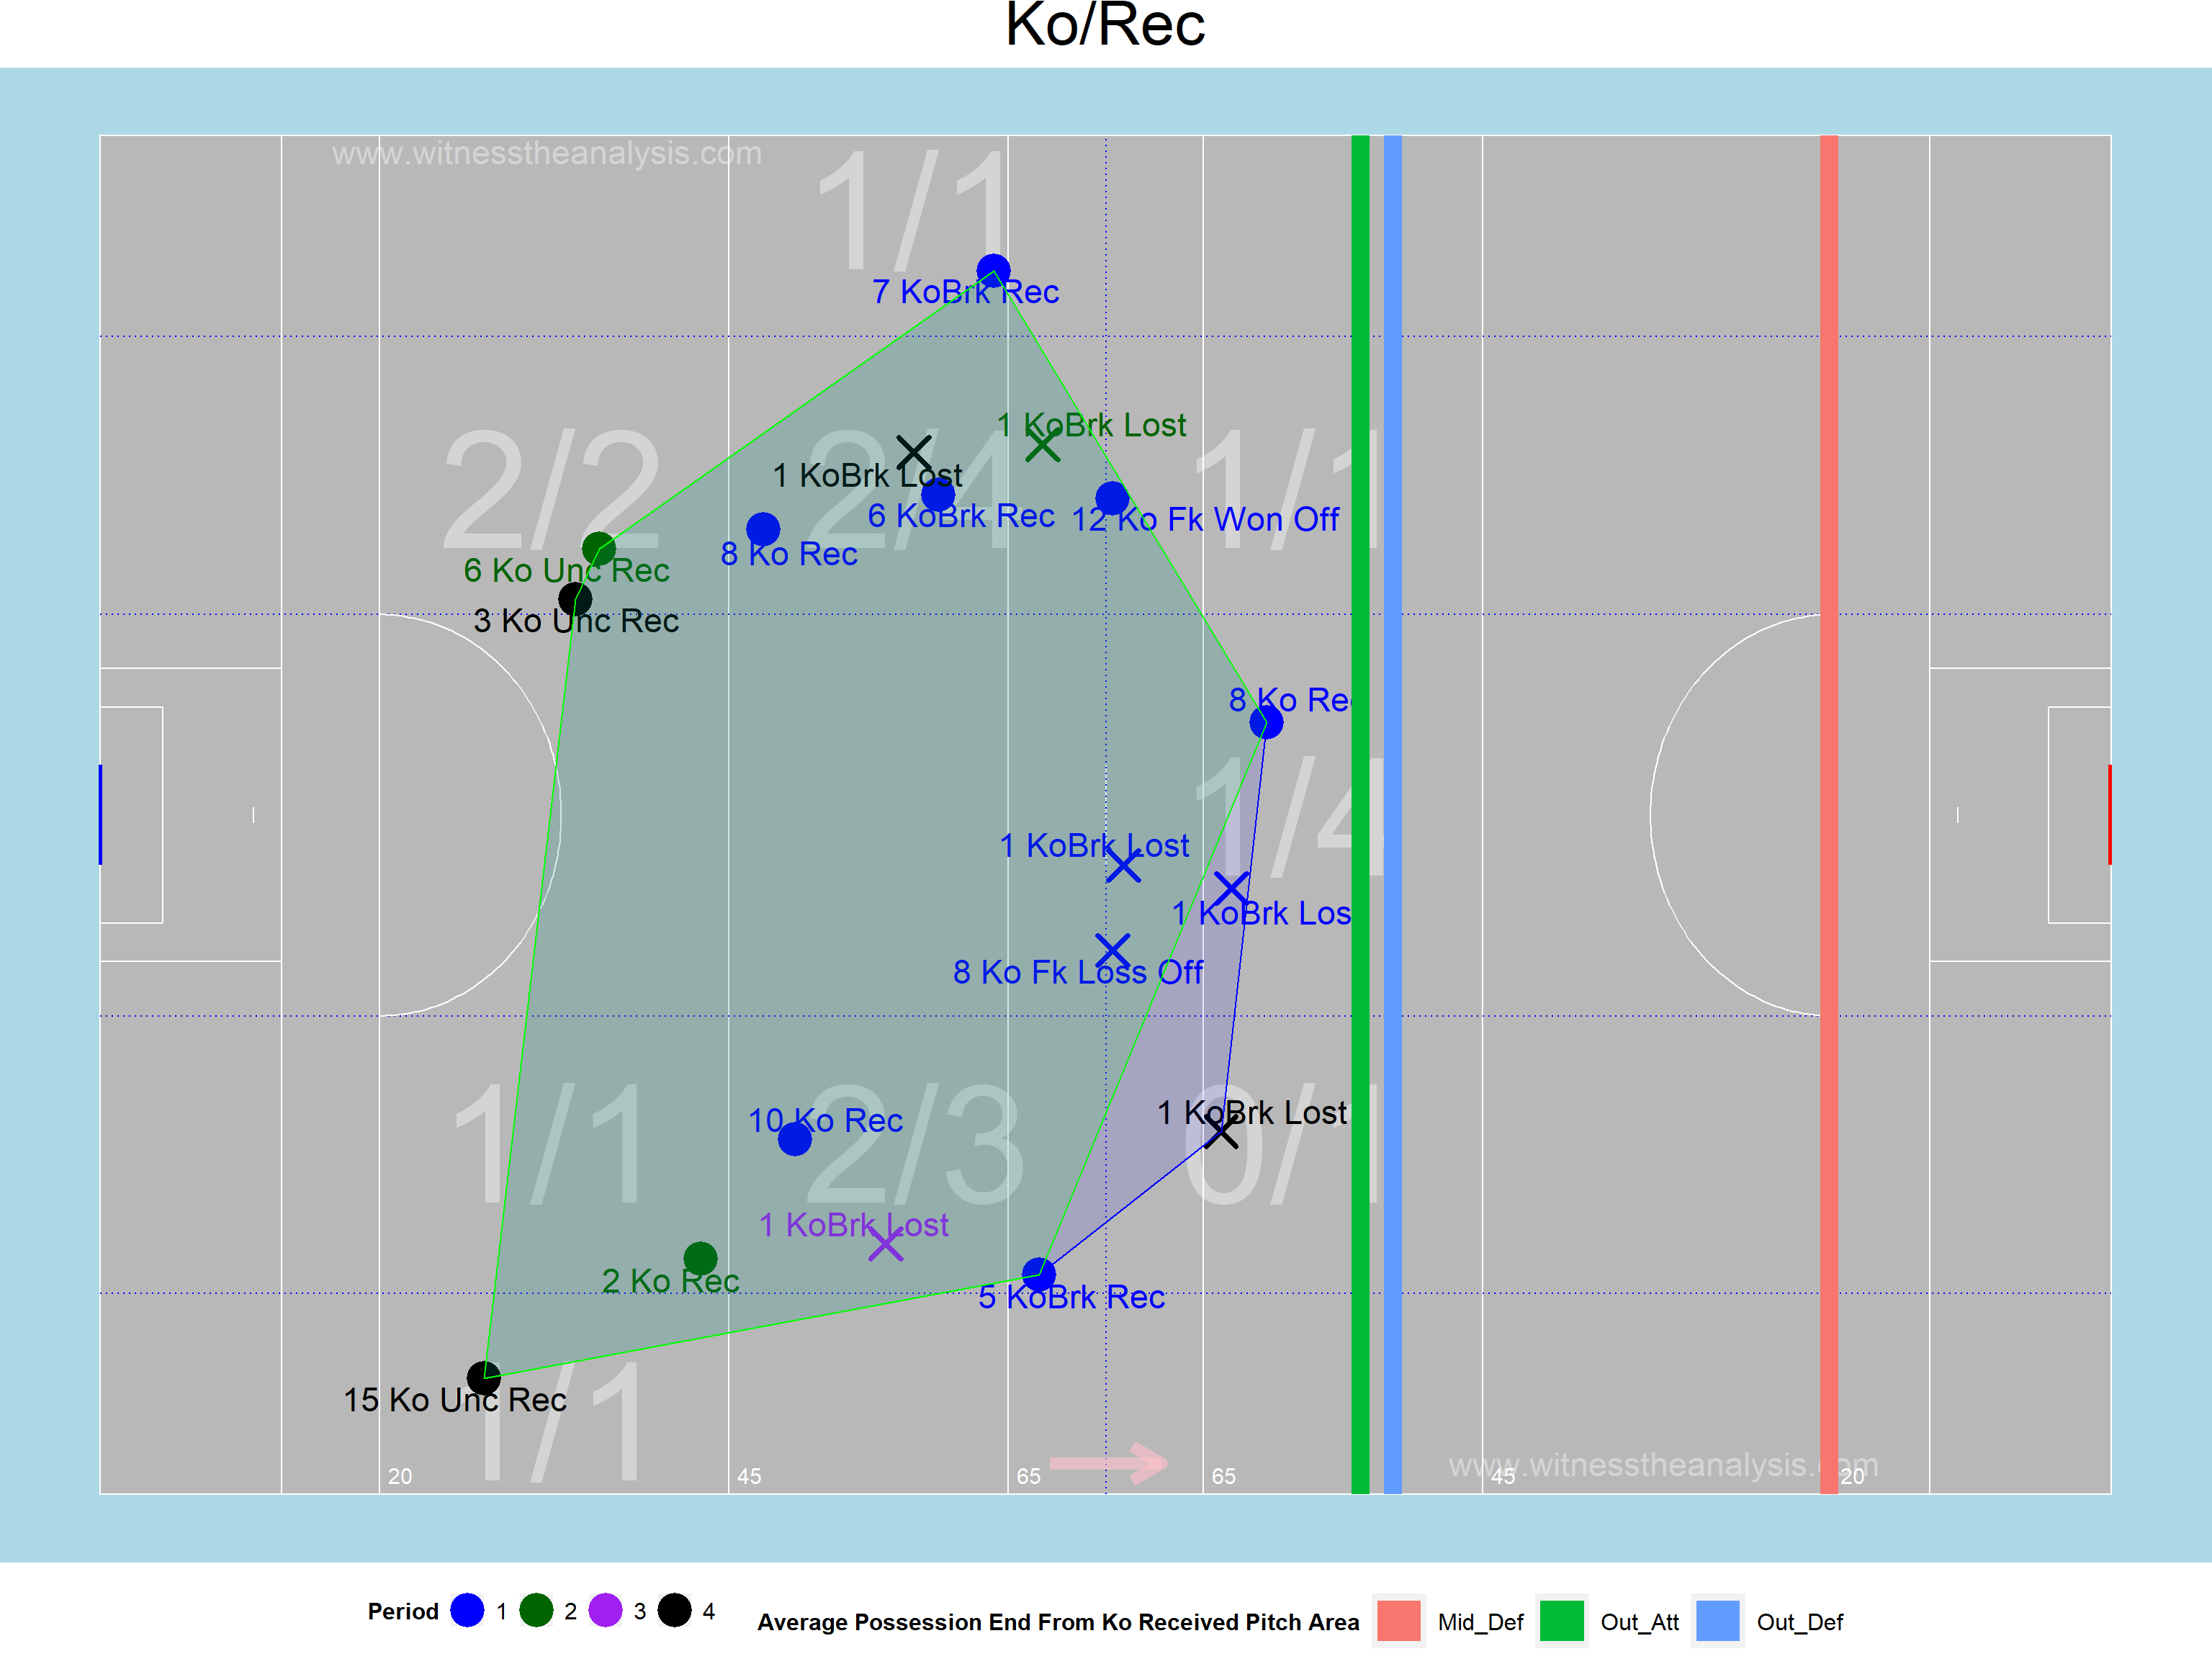 Ko/Rec
www.witnesstheanalysis.com
1/1
7 KoBrk Rec
1 KoBrk Lost
2/2
2/4
1/1
1 KoBrk Lost
6 KoBrk Rec
12 Ko Fk Won Off
8 Ko Rec
6 Ko Unc Rec
3 Ko Unc Rec
8 Ko Re
1/4
1 KoBrk Lost
1 KoBrk Los
8 Ko Fk Loss Off
1/1
2/3
0/1
10 Ko Rec
1 KoBrk Lost
1 KoBrk Lost
2 Ko Rec
5 KoBrk Rec
15 Ko Unc Rec
1/1
www.witnesstheanalysis.com
20 45 65 65 45 20
Period 1 2 3 4
Average Possession End From Ko Received Pitch Area Mid_Def Out_Att Out_Def